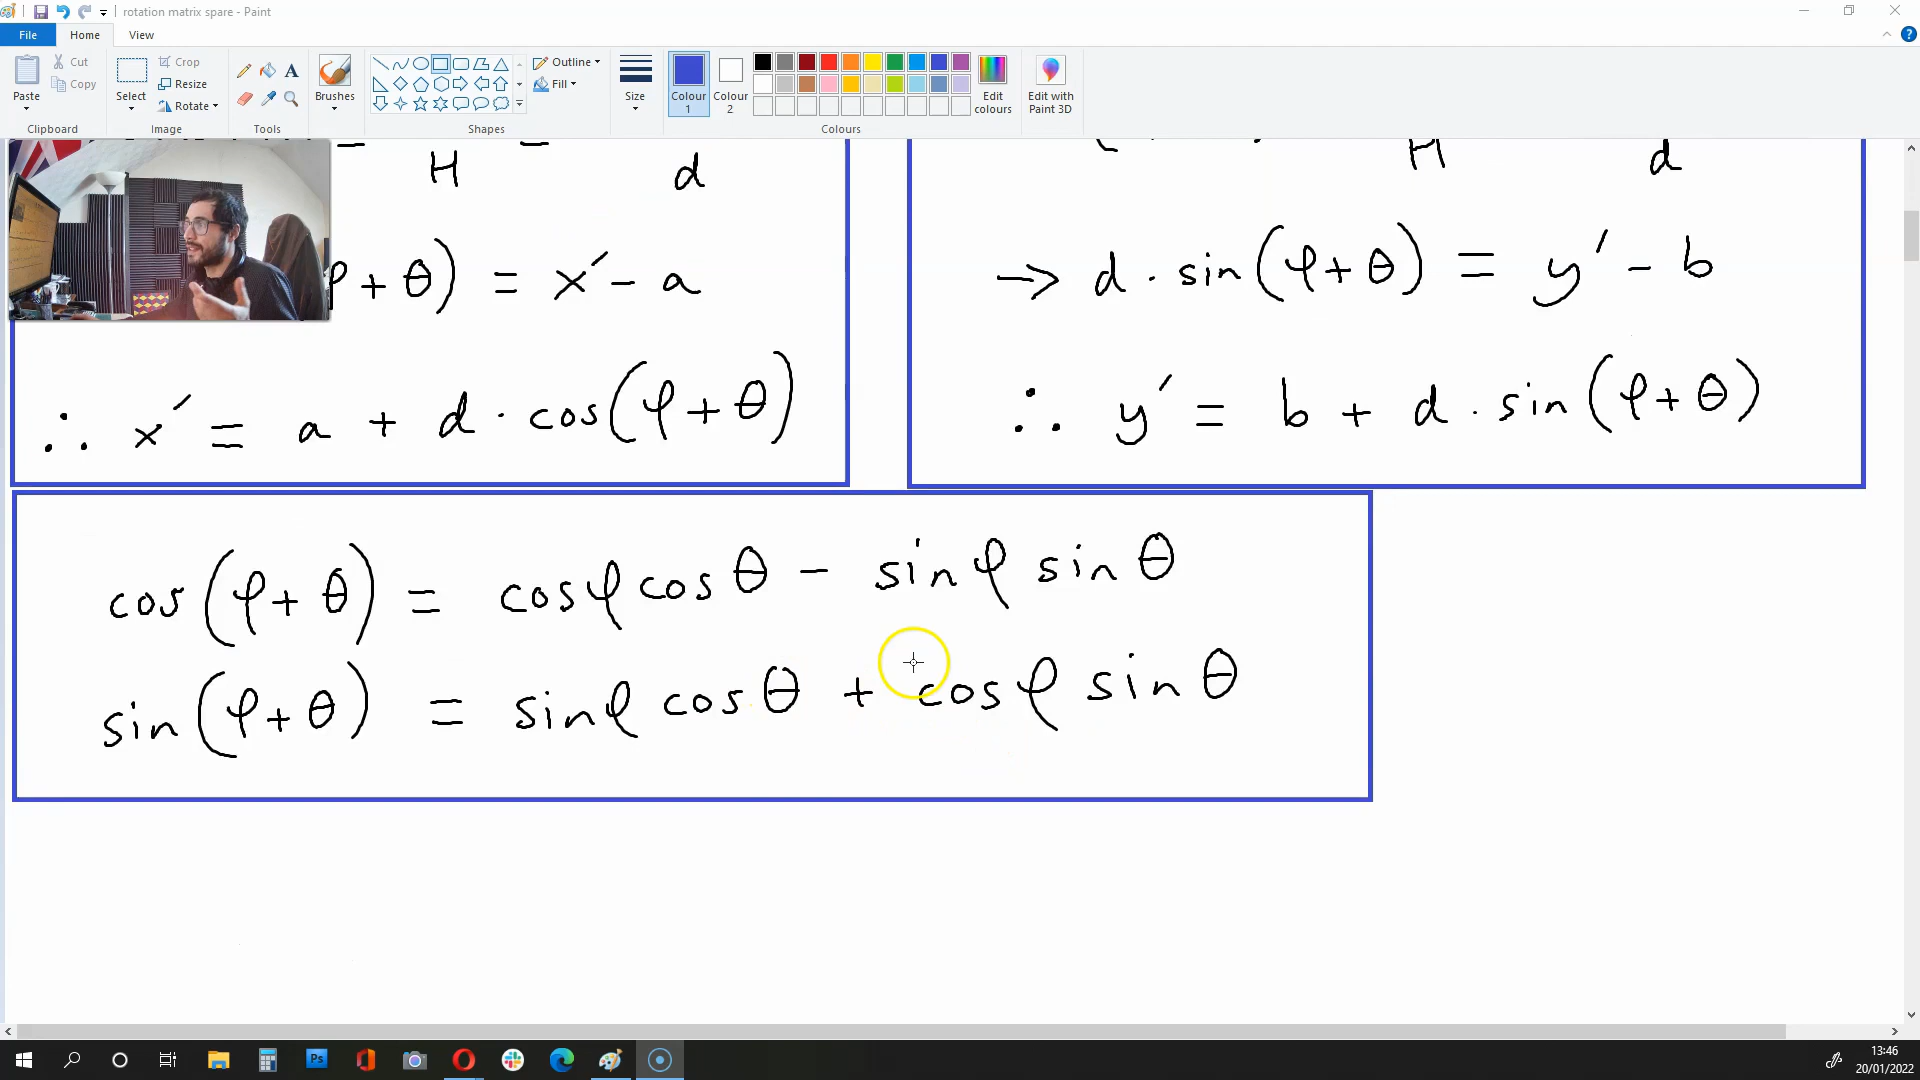 rotation matrix spare - Paint
File Home View
Paste Cut Copy Clipboard
Select Crop Resize Rotate Image
Tools
Brushes
Outline Fill Shapes
Size
Colour 1 Colour 2 Edit colours Colours
Edit with Paint 3D
H = d
φ + θ) = x′ - a
∴ x′ = a + d · cos(φ + θ)
H d
→ d · sin(φ + θ) = y′ - b
∴ y′ = b + d · sin(φ + θ)
cos(φ + θ) = cosφ cosθ - sinφ sinθ
sin(φ + θ) = sinφ cosθ + cosφ sinθ
Ps
13:46
20/01/2022